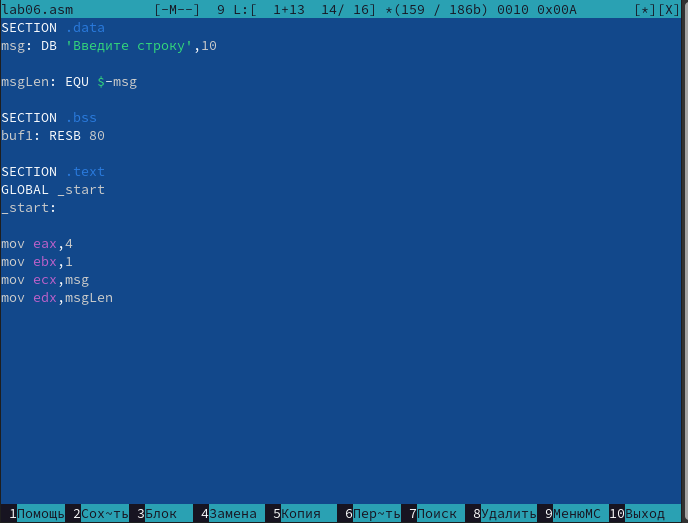 lab06.asm [-M--] 9 L:[ 1+13 14/ 16] *(159 / 186b) 0010 0x00A [*][X]
SECTION .data
msg: DB 'Введите строку',10
msgLen: EQU $-msg
SECTION .bss
buf1: RESB 80
SECTION .text
GLOBAL _start
_start:
mov eax,4
mov ebx,1
mov ecx,msg
mov edx,msgLen
1Помощь 2Сох~ть 3Блок 4Замена 5Копия 6Пер~ть 7Поиск 8Удалить 9МенюMC 10Выход